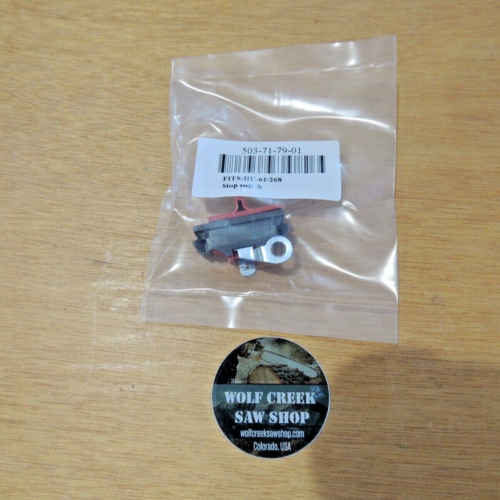 503-71-79-01
FITS-HU-61/268
Stop switch
WOLF CREEK
SAW SHOP
wolfcreeksawshop.com
Colorado, USA